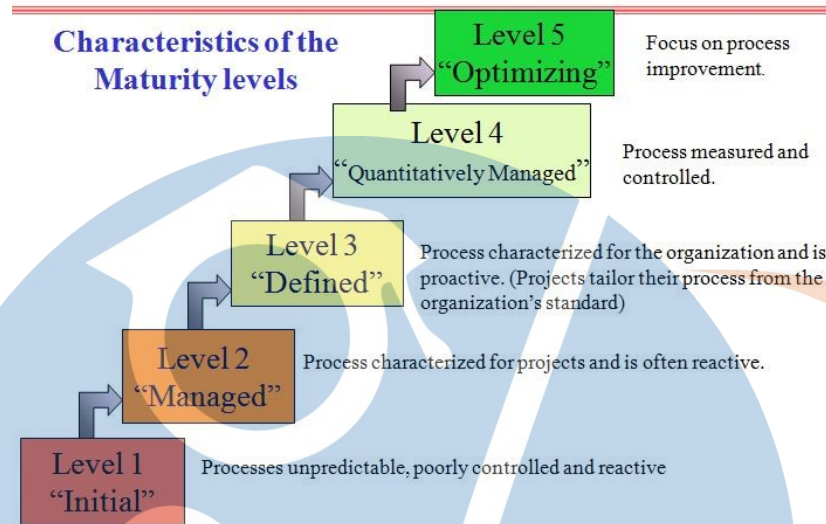 Characteristics of the
Maturity levels
Level 5
“Optimizing”
Focus on process
improvement.
Level 4
“Quantitatively Managed”
Process measured and
controlled.
Level 3
“Defined”
Process characterized for the organization and is
proactive. (Projects tailor their process from the
organization’s standard)
Level 2
“Managed”
Process characterized for projects and is often reactive.
Level 1
“Initial”
Processes unpredictable, poorly controlled and reactive